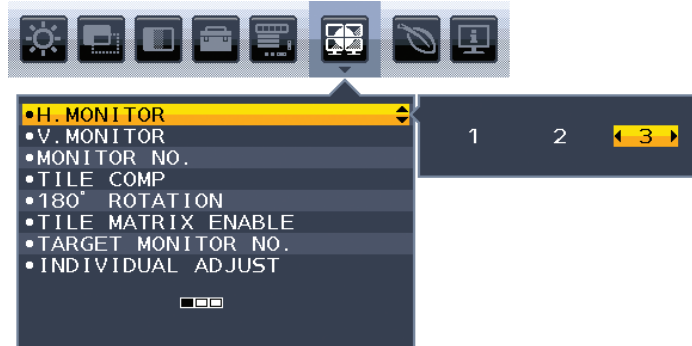 •H.MONITOR
1 2 3
•V.MONITOR
•MONITOR NO.
•TILE COMP
•180° ROTATION
•TILE MATRIX ENABLE
•TARGET MONITOR NO.
•INDIVIDUAL ADJUST